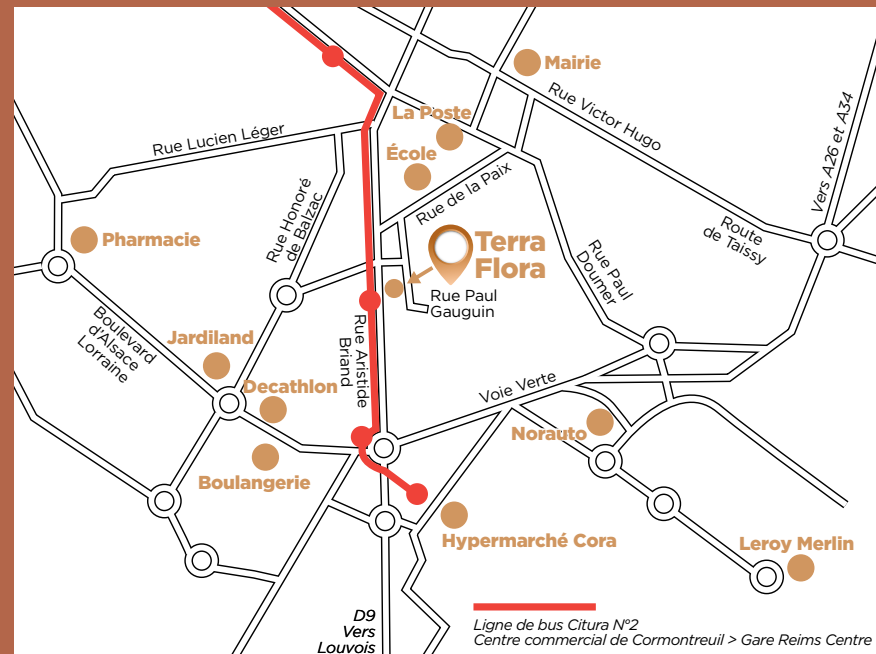 Mairie
La Poste
École
Rue Victor Hugo
Vers A26 et A34
Rue Lucien Léger
Rue de la Paix
Rue Honoré
de Balzac
Pharmacie
Terra
Flora
Route
de Taissy
Rue Paul
Doumer
Rue Paul
Gauguin
Boulevard
d'Alsace
Lorraine
Jardiland
Rue Aristide
Briand
Decathlon
Voie Verte
Norauto
Boulangerie
Hypermarché Cora
Leroy Merlin
D9
Vers
Louvois
Ligne de bus Citura N°2
Centre commercial de Cormontreuil > Gare Reims Centre